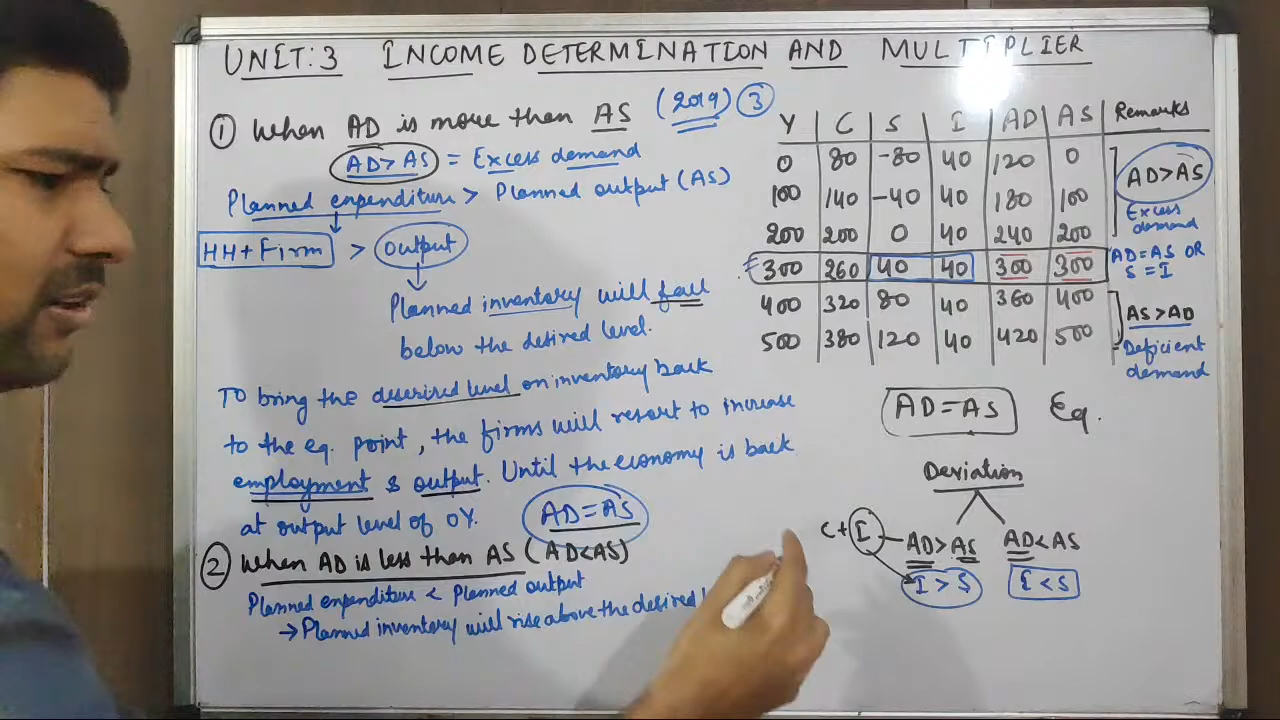 UNIT:3 INCOME DETERMINATION AND MULTIPLIER
① When AD is more than AS (2019) ③
AD>AS = Excess demand
Planned expenditure > Planned output (AS)
HH+Firm > output
Planned inventory will fall
below the desired level.
To bring the deserired level on inventory back
to the eq. point, the firms will resort to increase
employment & output. Until the economy is back
at output level of OY. AD=AS
② When AD is less than AS (AD<AS)
Planned expenditure < Planned output
→ Planned inventory will rise above the desired
Y C S I AD AS Remarks
0 80 -80 40 120 0
100 140 -40 40 180 100
200 200 0 40 240 200
300 260 40 40 300 300
400 320 80 40 360 400
500 380 120 40 420 500
AD>AS
Excess
demand
AD=AS OR
S=I
AS>AD
Deficient
demand
AD=AS Eq.
Deviation
C+I AD>AS AD<AS
I>S I<S